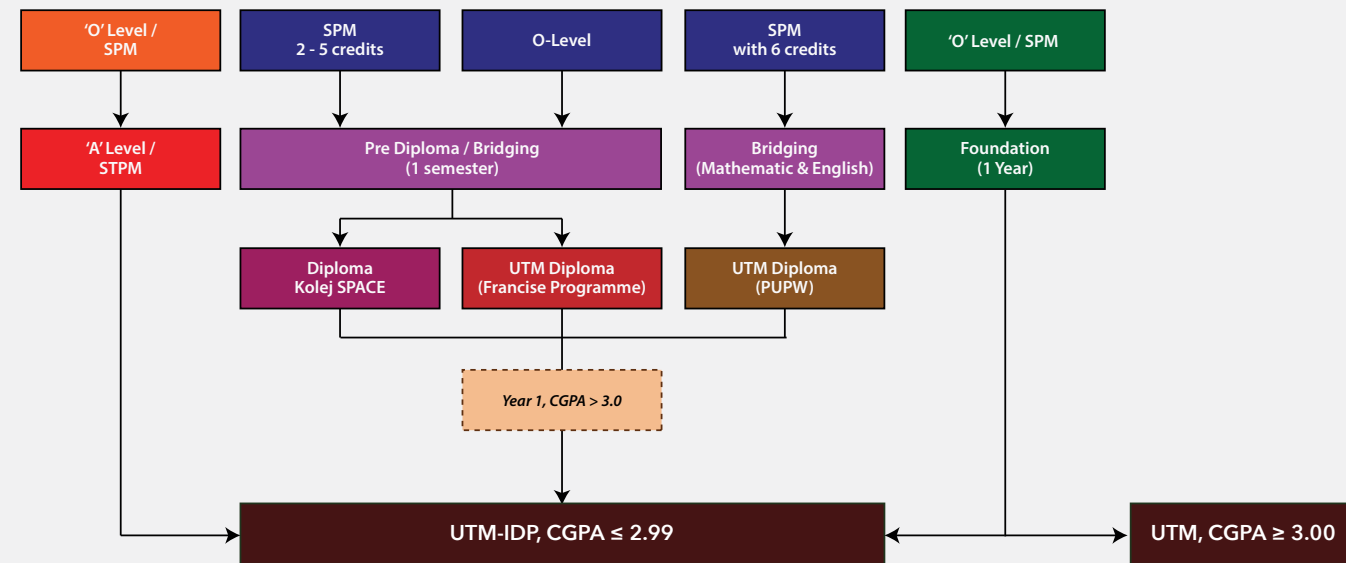 ‘O’ Level /
SPM
SPM
2 - 5 credits
O-Level
SPM
with 6 credits
‘O’ Level / SPM
‘A’ Level /
STPM
Pre Diploma / Bridging
(1 semester)
Bridging
(Mathematic & English)
Foundation
(1 Year)
Diploma
Kolej SPACE
UTM Diploma
(Francise Programme)
UTM Diploma
(PUPW)
Year 1, CGPA > 3.0
UTM-IDP, CGPA ≤ 2.99
UTM, CGPA ≥ 3.00